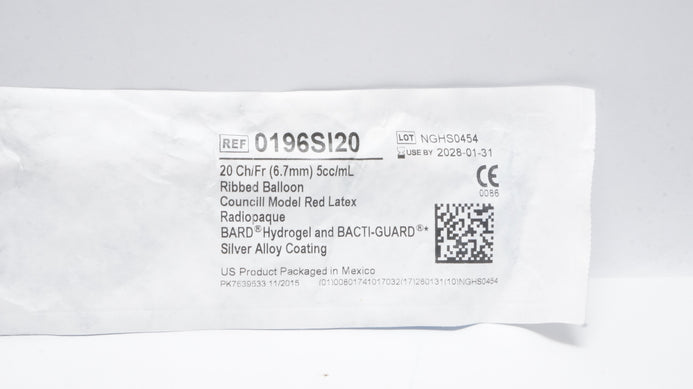 REF 0196SI20
LOT NGHS0454
USE BY 2028-01-31
20 Ch/Fr (6.7mm) 5cc/mL
Ribbed Balloon
Councill Model Red Latex
Radiopaque
BARD® Hydrogel and BACTI-GUARD®*
Silver Alloy Coating
CE
0086
US Product Packaged in Mexico
PK7639533 11/2015 (01)00801741017032(17)280131(10)NGHS0454